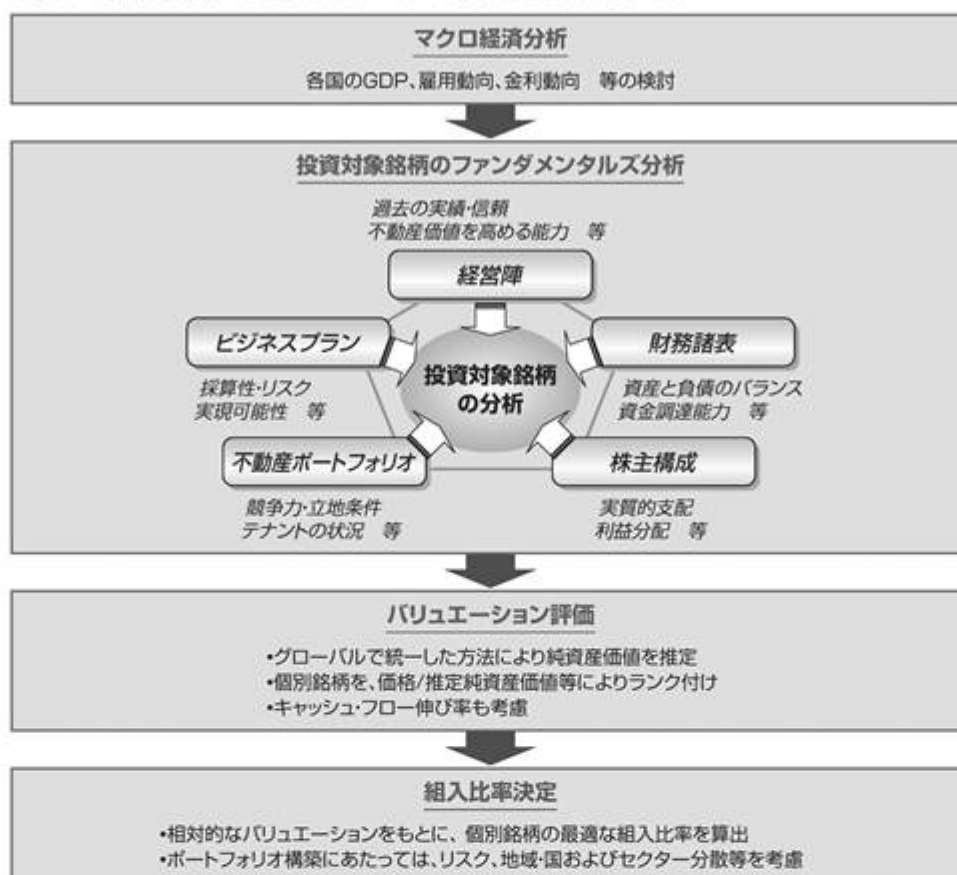 マクロ経済分析
各国のGDP、雇用動向、金利動向　等の検討
投資対象銘柄のファンダメンタルズ分析
過去の実績・信頼
不動産価値を高める能力　等
経営陣
ビジネスプラン
採算性・リスク
実現可能性　等
財務諸表
資産と負債のバランス
資金調達能力　等
投資対象銘柄
の分析
不動産ポートフォリオ
競争力・立地条件
テナントの状況　等
株主構成
実質的支配
利益分配　等
バリュエーション評価
•グローバルで統一した方法により純資産価値を推定
•個別銘柄を、価格/推定純資産価値等によりランク付け
•キャッシュ・フロー伸び率も考慮
組入比率決定
•相対的なバリュエーションをもとに、個別銘柄の最適な組入比率を算出
•ポートフォリオ構築にあたっては、リスク、地域・国およびセクター分散等を考慮